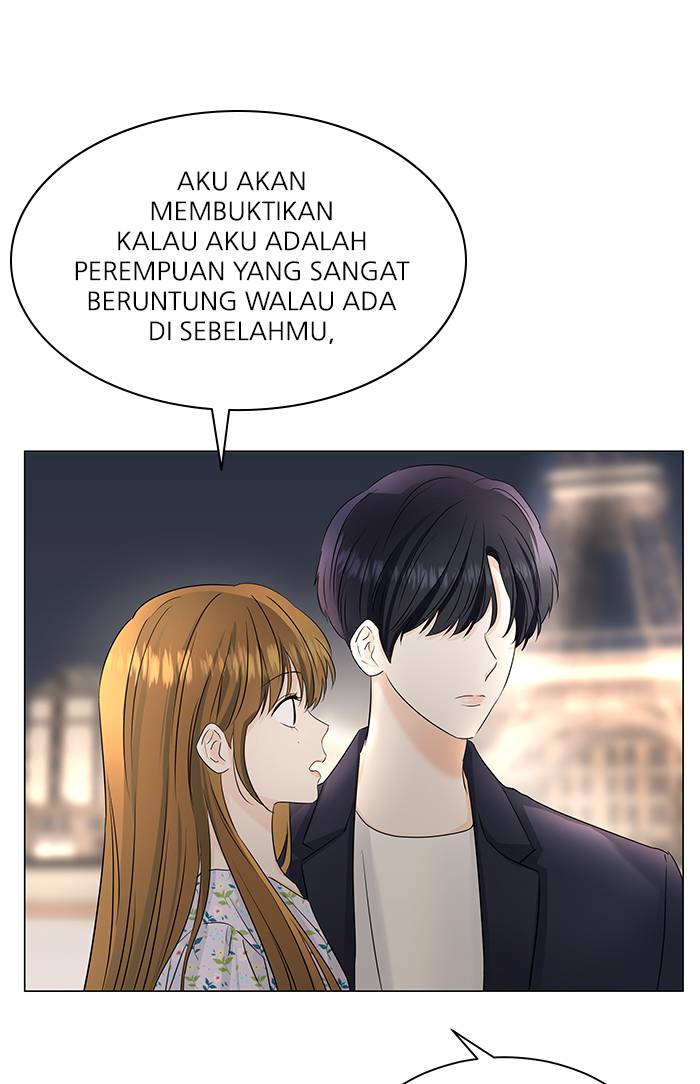 AKU AKAN
MEMBUKTIKAN
KALAU AKU ADALAH
PEREMPUAN YANG SANGAT
BERUNTUNG WALAU ADA
DI SEBELAHMU,